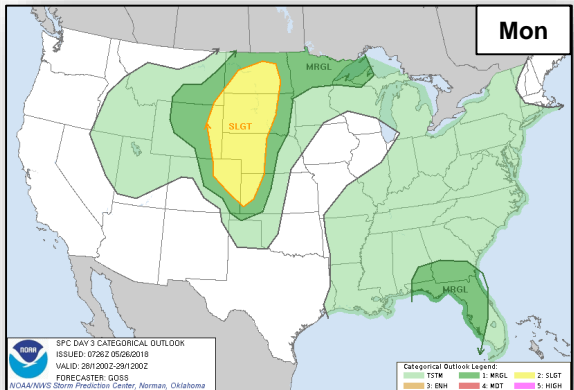 Mon
MRGL
SLGT
MRGL
NOAA
SPC DAY 3 CATEGORICAL OUTLOOK
ISSUED: 0726Z 05/26/2018
VALID: 28/1200Z-29/1200Z
FORECASTER: GOSS
NOAA/NWS Storm Prediction Center, Norman, Oklahoma
Categorical Outlook Legend:
TSTM 1: MRGL 2: SLGT
3: ENH 4: MDT 5: HIGH